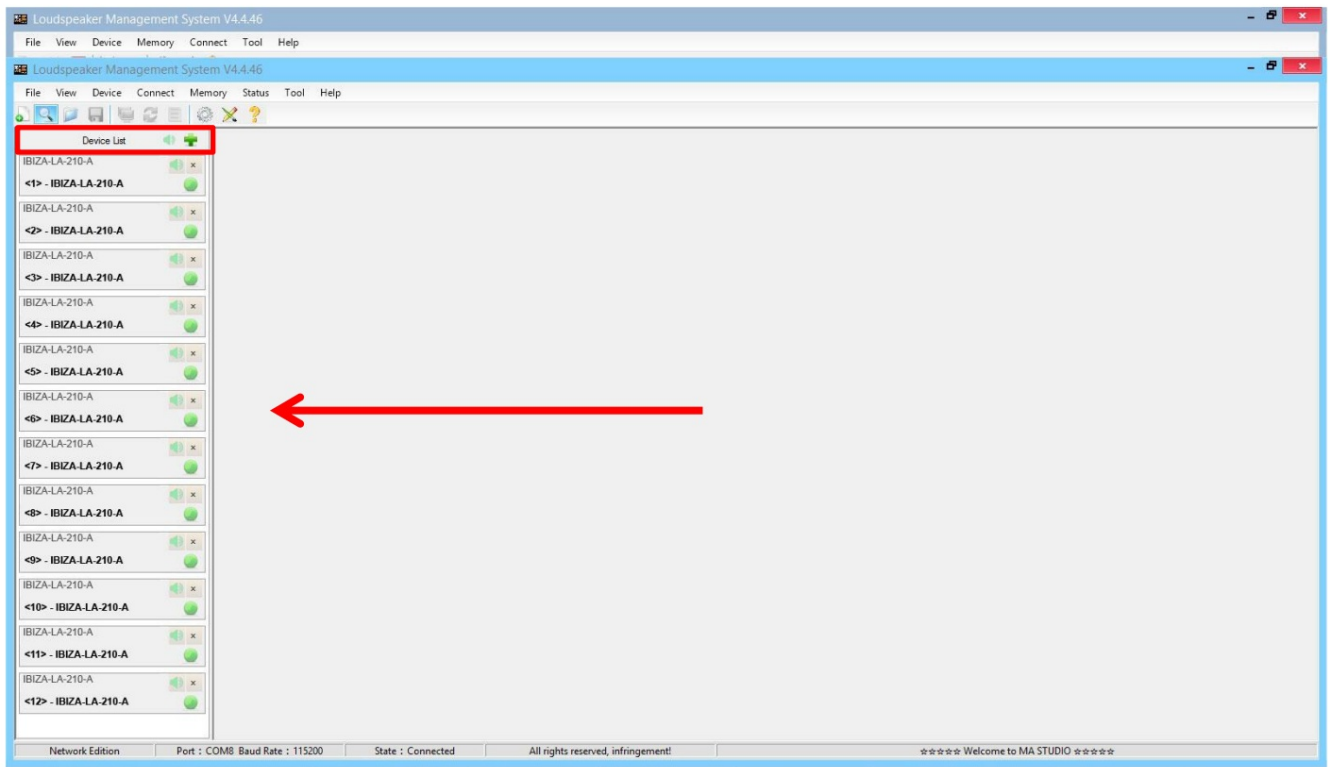 Loudspeaker Management System V4.4.46
File View Device Memory Connect Tool Help
Loudspeaker Management System V4.4.46
File View Device Connect Memory Status Tool Help
Device List
IBIZA-LA-210-A
<1> - IBIZA-LA-210-A
IBIZA-LA-210-A
<2> - IBIZA-LA-210-A
IBIZA-LA-210-A
<3> - IBIZA-LA-210-A
IBIZA-LA-210-A
<4> - IBIZA-LA-210-A
IBIZA-LA-210-A
<5> - IBIZA-LA-210-A
IBIZA-LA-210-A
<6> - IBIZA-LA-210-A
IBIZA-LA-210-A
<7> - IBIZA-LA-210-A
IBIZA-LA-210-A
<8> - IBIZA-LA-210-A
IBIZA-LA-210-A
<9> - IBIZA-LA-210-A
IBIZA-LA-210-A
<10> - IBIZA-LA-210-A
IBIZA-LA-210-A
<11> - IBIZA-LA-210-A
IBIZA-LA-210-A
<12> - IBIZA-LA-210-A
Network Edition Port : COM8 Baud Rate : 115200 State : Connected All rights reserved, infringement! ☆☆☆☆☆ Welcome to MA STUDIO ☆☆☆☆☆